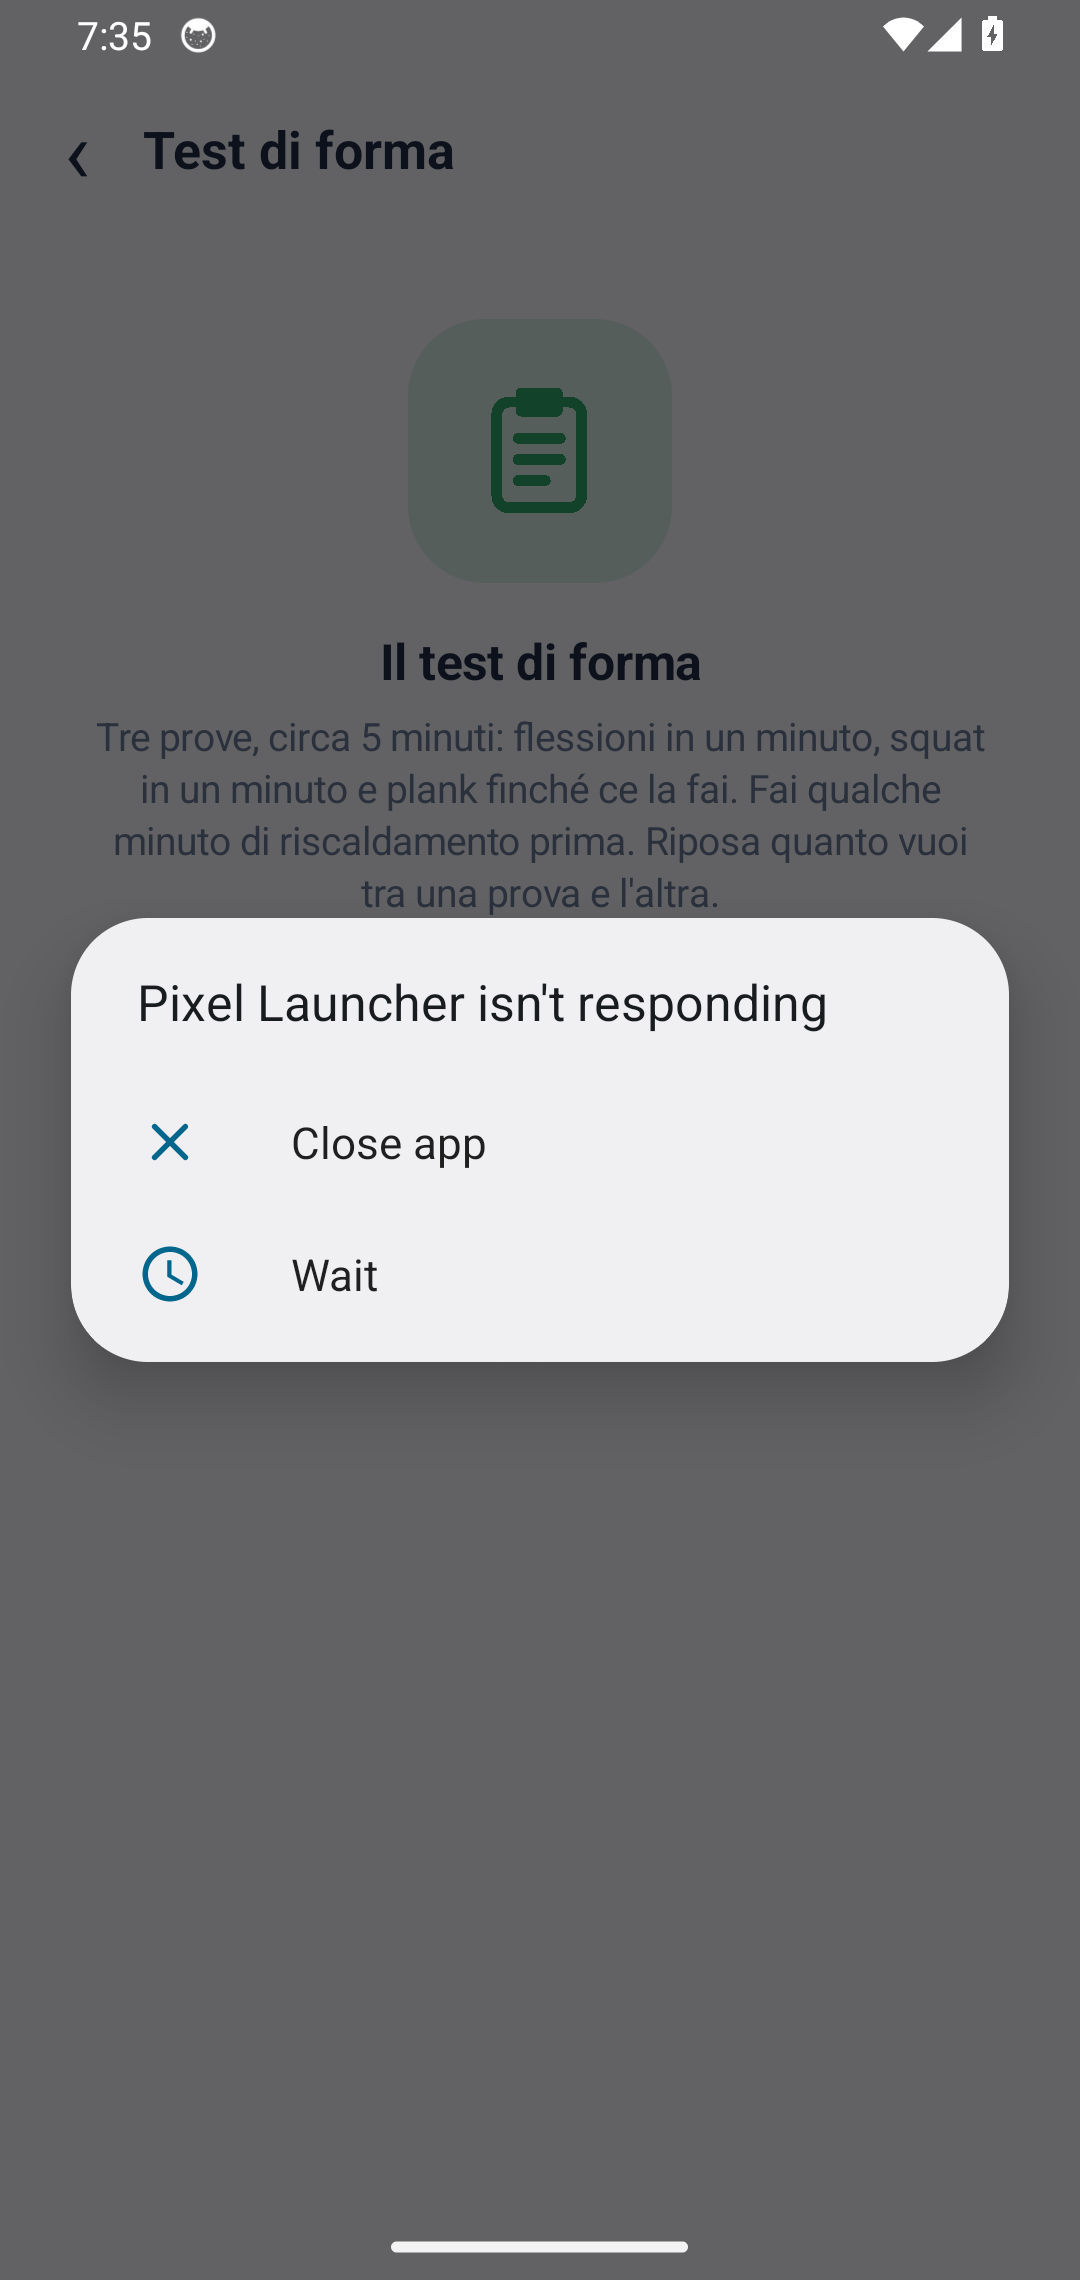 7:35
Test di forma
Il test di forma
Tre prove, circa 5 minuti: flessioni in un minuto, squat
in un minuto e plank finché ce la fai. Fai qualche
minuto di riscaldamento prima. Riposa quanto vuoi
tra una prova e l'altra.
Pixel Launcher isn't responding
Close app
Wait